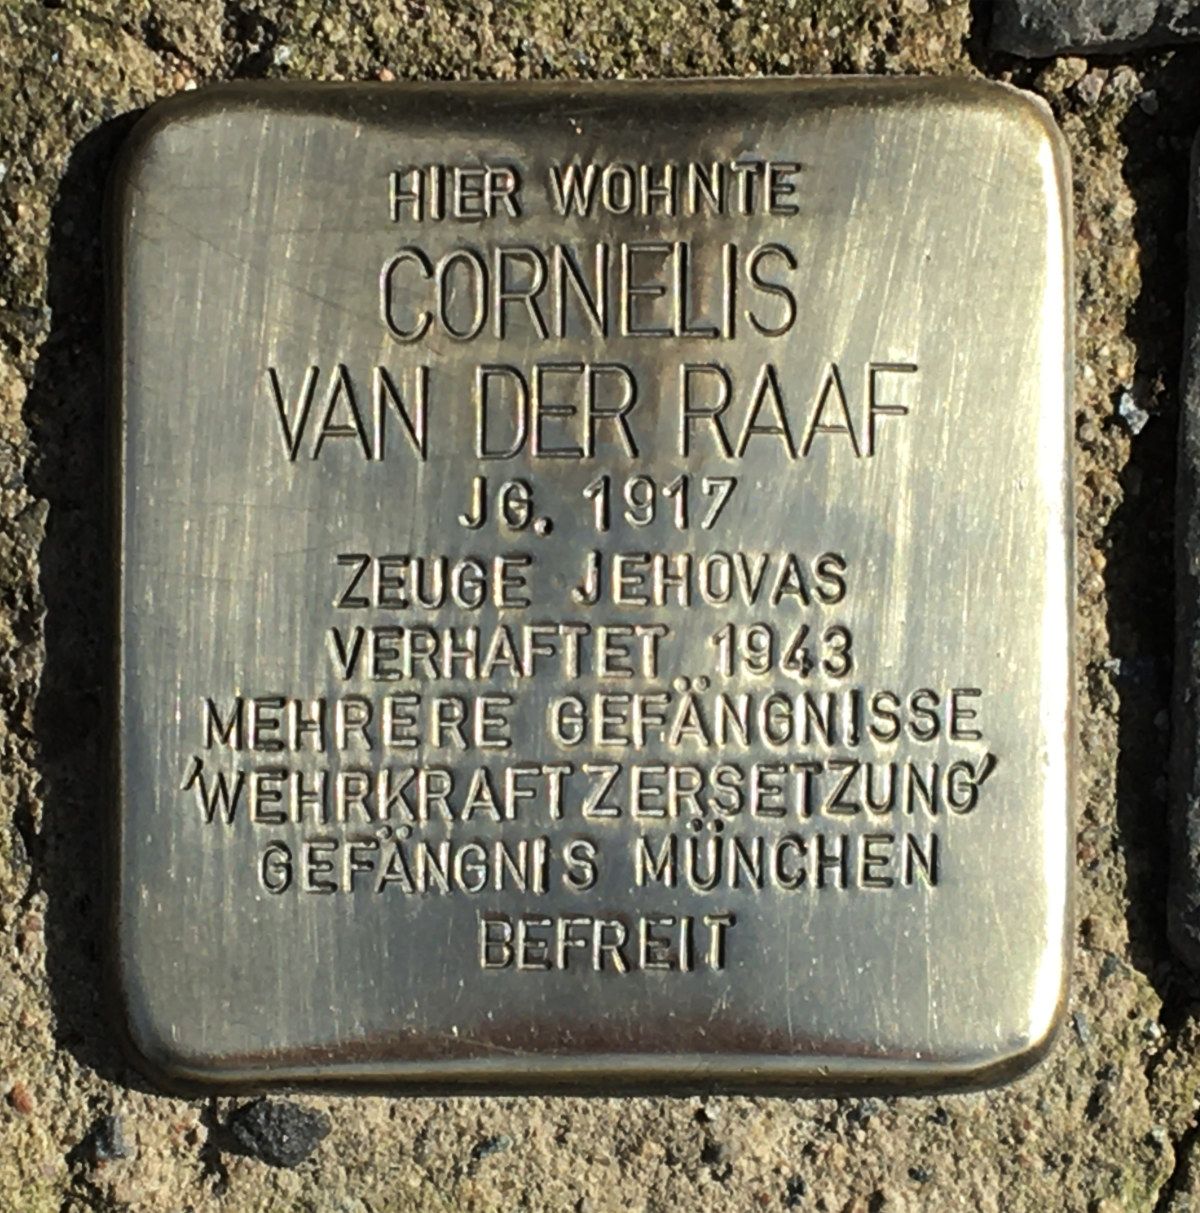 HIER WOHNTE
CORNELIS
VAN DER RAAF
JG. 1917
ZEUGE JEHOVAS
VERHAFTET 1943
MEHRERE GEFÄNGNISSE
'WEHRKRAFTZERSETZUNG'
GEFÄNGNIS MÜNCHEN
BEFREIT